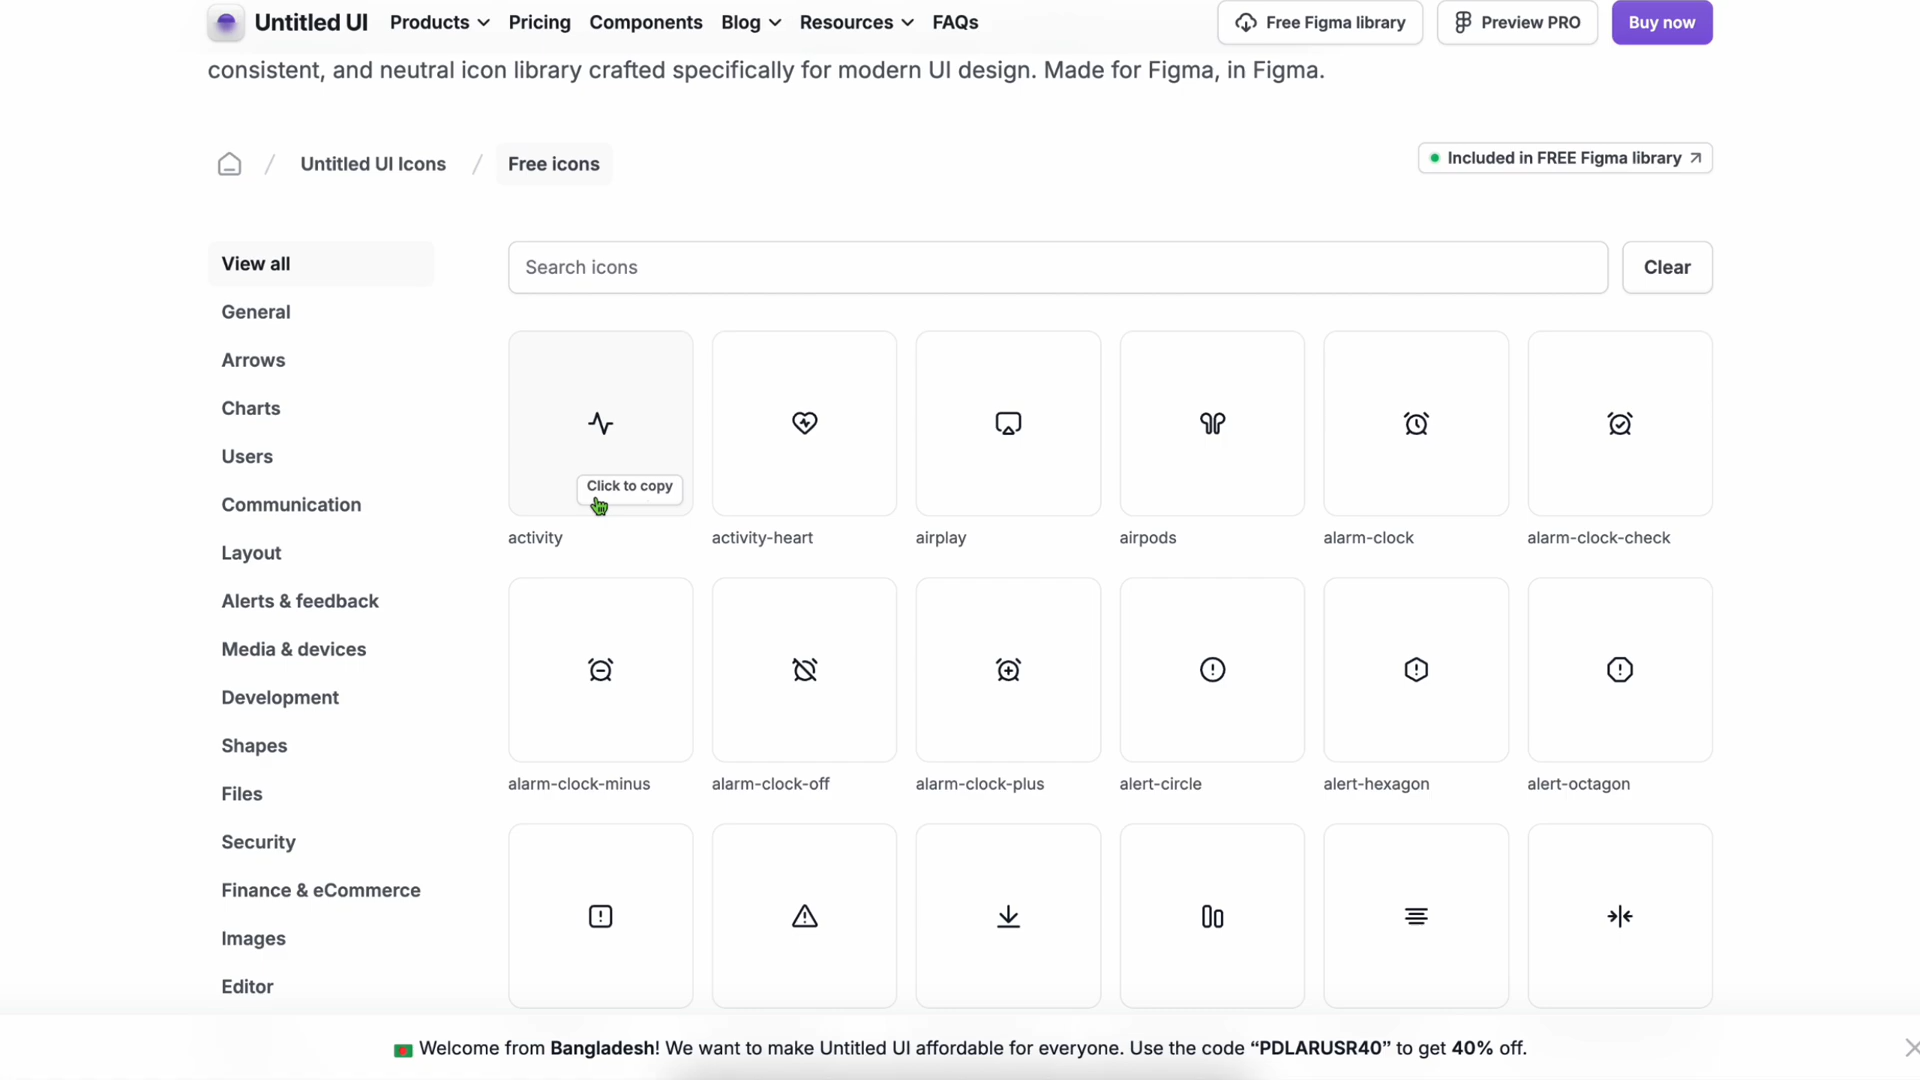 Untitled UI Products Pricing Components Blog Resources FAQs Free Figma library Preview PRO Buy now
consistent, and neutral icon library crafted specifically for modern UI design. Made for Figma, in Figma.
/ Untitled UI Icons / Free icons
Included in FREE Figma library
View all
General
Arrows
Charts
Users
Communication
Layout
Alerts & feedback
Media & devices
Development
Shapes
Files
Security
Finance & eCommerce
Images
Editor
Search icons
Clear
Click to copy
activity activity-heart airplay airpods alarm-clock alarm-clock-check
alarm-clock-minus alarm-clock-off alarm-clock-plus alert-circle alert-hexagon alert-octagon
Welcome from Bangladesh! We want to make Untitled UI affordable for everyone. Use the code “PDLARUSR40” to get 40% off.